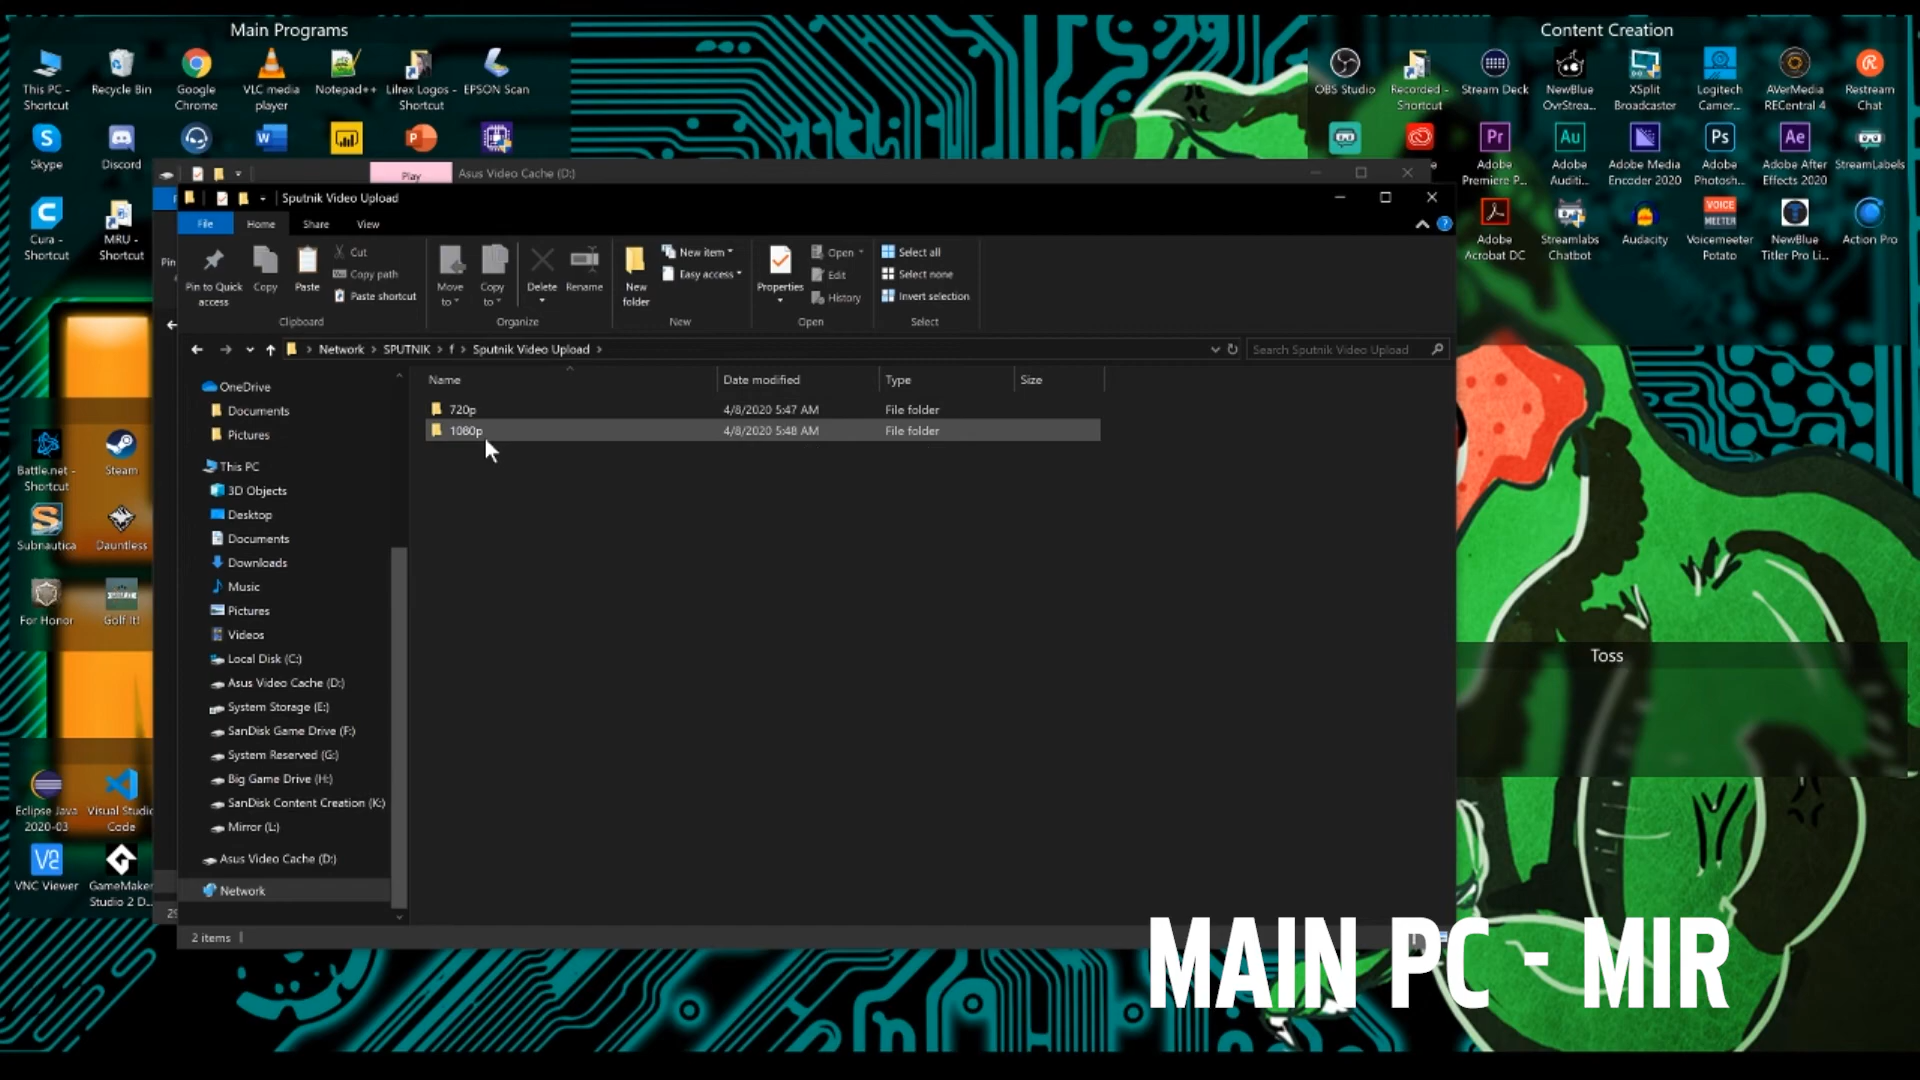 Main Programs
This PC - Shortcut
Recycle Bin
Google Chrome
VLC media player
Notepad++
Lilrex Logos - Shortcut
EPSON Scan
Skype
Discord
Cura - Shortcut
MRU - Shortcut
Content Creation
OBS Studio
Recorded - Shortcut
Stream Deck
NewBlue OvrStrea...
XSplit Broadcaster
Logitech Camer...
AVerMedia RECentral 4
Restream Chat
Adobe Premiere P...
Adobe Auditi...
Adobe Media Encoder 2020
Adobe Photosh...
Adobe After Effects 2020
StreamLabels
Adobe Acrobat DC
Streamlabs Chatbot
Audacity
Voicemeeter Potato
NewBlue Titler Pro Li...
Action Pro
Play
Asus Video Cache (D:)
Sputnik Video Upload
File
Home
Share
View
Pin to Quick access
Copy
Paste
Cut
Copy path
Paste shortcut
Clipboard
Move to
Copy to
Delete
Rename
Organize
New folder
New item
Easy access
New
Properties
Open
Edit
History
Open
Select all
Select none
Invert selection
Select
Network > SPUTNIK > f > Sputnik Video Upload >
Search Sputnik Video Upload
Name
Date modified
Type
Size
720p 4/8/2020 5:47 AM File folder
1080p 4/8/2020 5:48 AM File folder
OneDrive
Documents
Pictures
This PC
3D Objects
Desktop
Documents
Downloads
Music
Pictures
Videos
Local Disk (C:)
Asus Video Cache (D:)
System Storage (E:)
SanDisk Game Drive (F:)
System Reserved (G:)
Big Game Drive (H:)
SanDisk Content Creation (K:)
Mirror (L:)
Asus Video Cache (D:)
Network
2 items
Battle.net - Shortcut
Steam
Subnautica
Dauntless
For Honor
Golf It!
Eclipse Java 2020-03
Visual Studio Code
VNC Viewer
GameMaker Studio 2 D...
Toss
MAIN PC - MIR